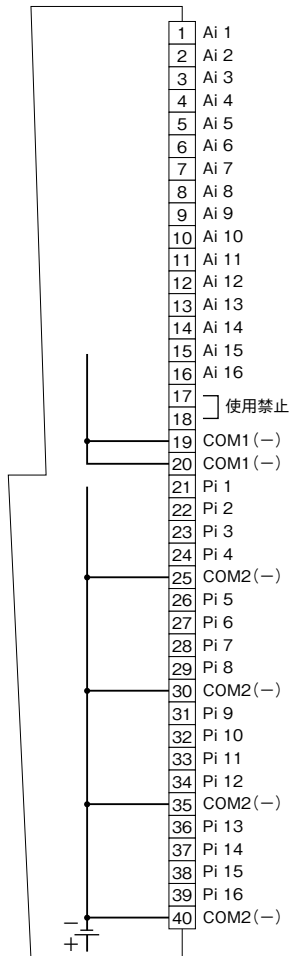 1 Ai 1
2 Ai 2
3 Ai 3
4 Ai 4
5 Ai 5
6 Ai 6
7 Ai 7
8 Ai 8
9 Ai 9
10 Ai 10
11 Ai 11
12 Ai 12
13 Ai 13
14 Ai 14
15 Ai 15
16 Ai 16
17
使用禁止
18
19 COM1(−)
20 COM1(−)
21 Pi 1
22 Pi 2
23 Pi 3
24 Pi 4
25 COM2(−)
26 Pi 5
27 Pi 6
28 Pi 7
29 Pi 8
30 COM2(−)
31 Pi 9
32 Pi 10
33 Pi 11
34 Pi 12
35 COM2(−)
36 Pi 13
37 Pi 14
38 Pi 15
39 Pi 16
40 COM2(−)
−
+